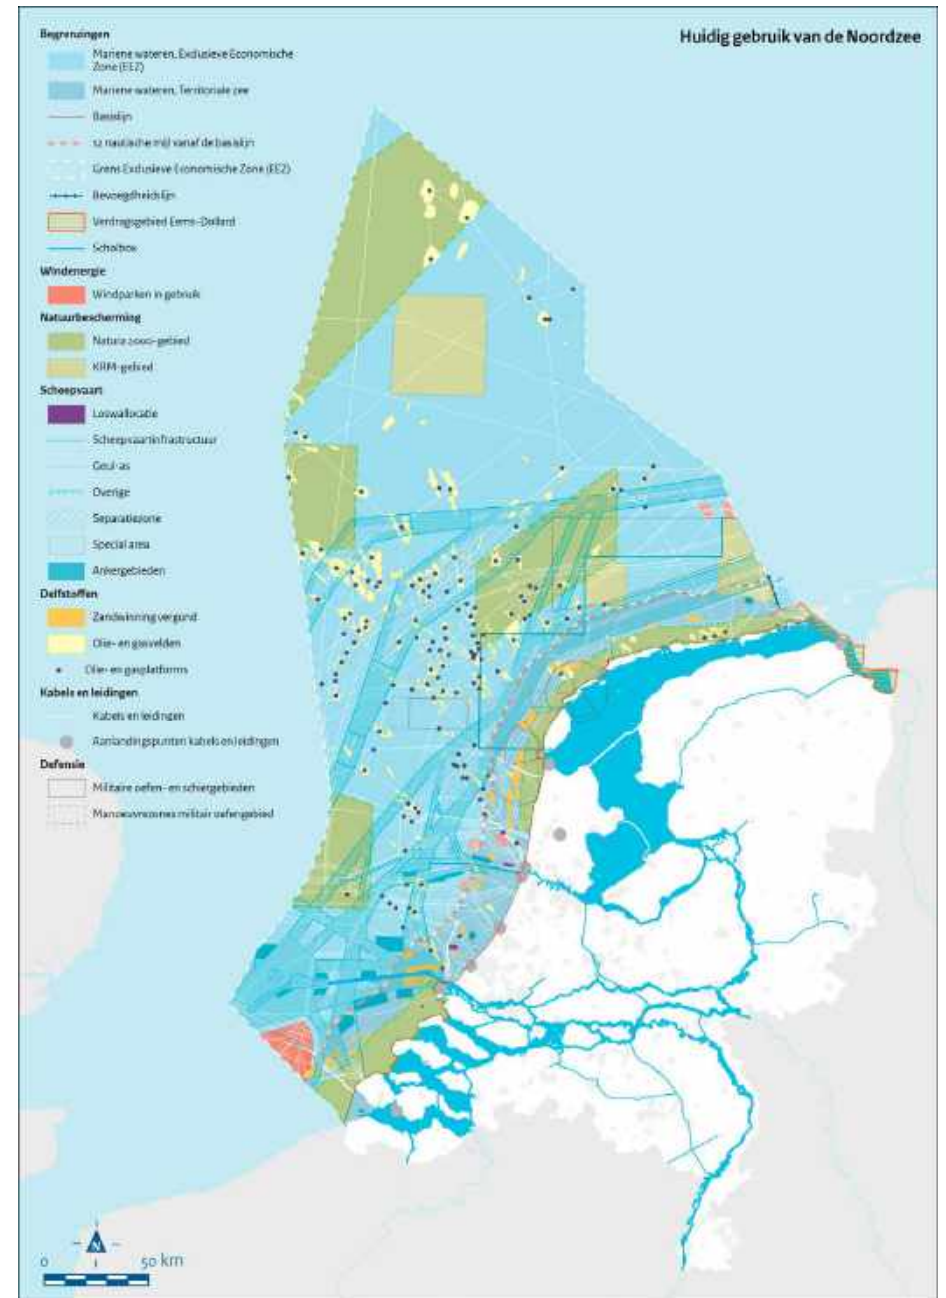 Huidig gebruik van de Noordzee
Begrenzingen
Mariene wateren, Exclusieve Economische
Zone (EEZ)
Mariene wateren, Territoriale zee
Basislijn
12 nautische mijl vanaf de basislijn
Grens Exclusieve Economische Zone (EEZ)
Bevoegdheidslijn
Verdragsgebied Eems-Dollard
Scholbox
Windenergie
Windparken in gebruik
Natuurbescherming
Natura 2000-gebied
KRM-gebied
Scheepvaart
Loswallocatie
Scheepvaartinfrastructuur
Geul-as
Overige
Separatiezone
Special area
Ankergebieden
Delfstoffen
Zandwinning vergund
Olie- en gasvelden
Olie- en gasplatforms
Kabels en leidingen
Kabels en leidingen
Aanlandingspunten kabels en leidingen
Defensie
Militaire oefen- en schietgebieden
Manoeuvrezones militair oefengebied
N
0 50 km